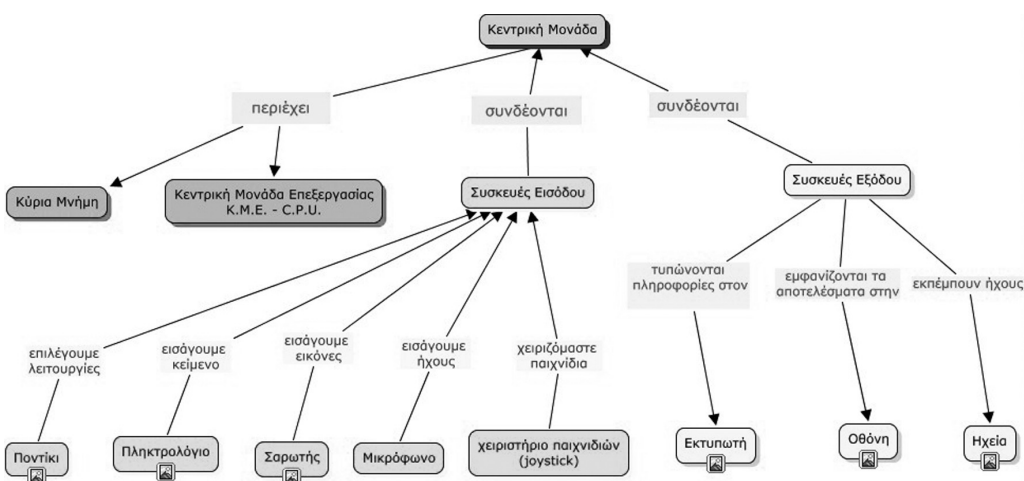 Κεντρική Μονάδα
περιέχει
συνδέονται
συνδέονται
Κύρια Μνήμη
Κεντρική Μονάδα Επεξεργασίας
Κ.Μ.Ε. - C.P.U.
Συσκευές Εισόδου
Συσκευές Εξόδου
τυπώνονται
πληροφορίες στον
εμφανίζονται τα
αποτελέσματα στην
εκπέμπουν ήχους
επιλέγουμε
λειτουργίες
εισάγουμε
κείμενο
εισάγουμε
εικόνες
εισάγουμε
ήχους
χειριζόμαστε
παιχνίδια
Ποντίκι
Πληκτρολόγιο
Σαρωτής
Μικρόφωνο
χειριστήριο παιχνιδιών
(joystick)
Εκτυπωτή
Οθόνη
Ηχεία